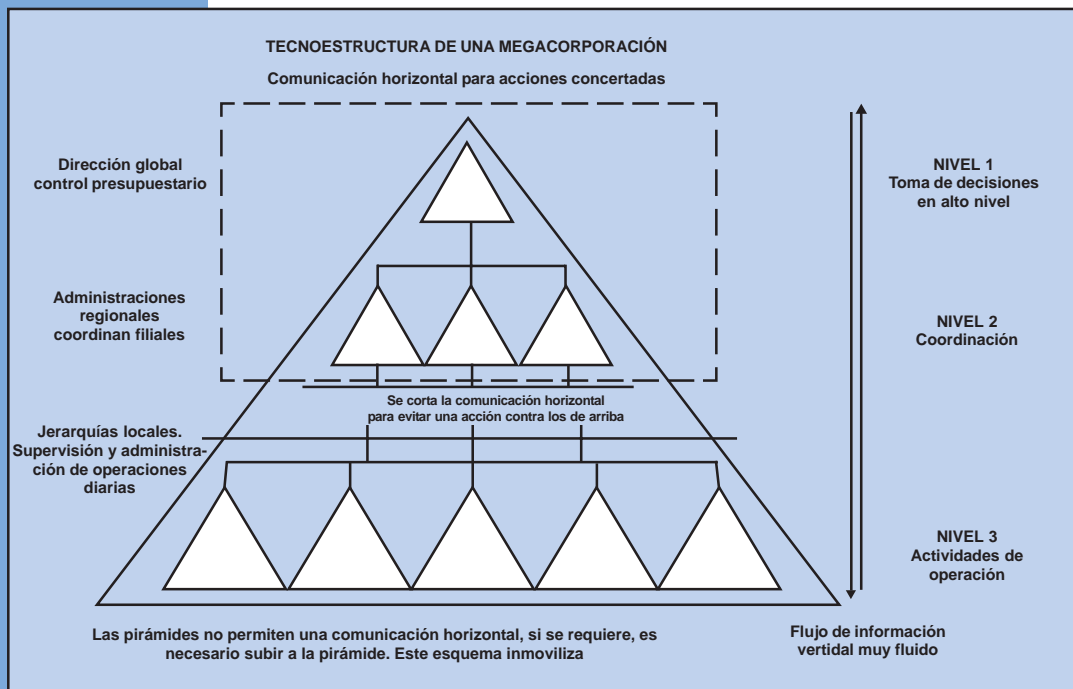 TECNOESTRUCTURA DE UNA MEGACORPORACIÓN
Comunicación horizontal para acciones concertadas
Dirección global
control presupuestario
NIVEL 1
Toma de decisiones
en alto nivel
Administraciones
regionales
coordinan filiales
NIVEL 2
Coordinación
Se corta la comunicación horizontal
para evitar una acción contra los de arriba
Jerarquías locales.
Supervisión y administra-
ción de operaciones
diarias
NIVEL 3
Actividades de
operación
Las pirámides no permiten una comunicación horizontal, si se requiere, es
necesario subir a la pirámide. Este esquema inmoviliza
Flujo de información
vertidal muy fluido